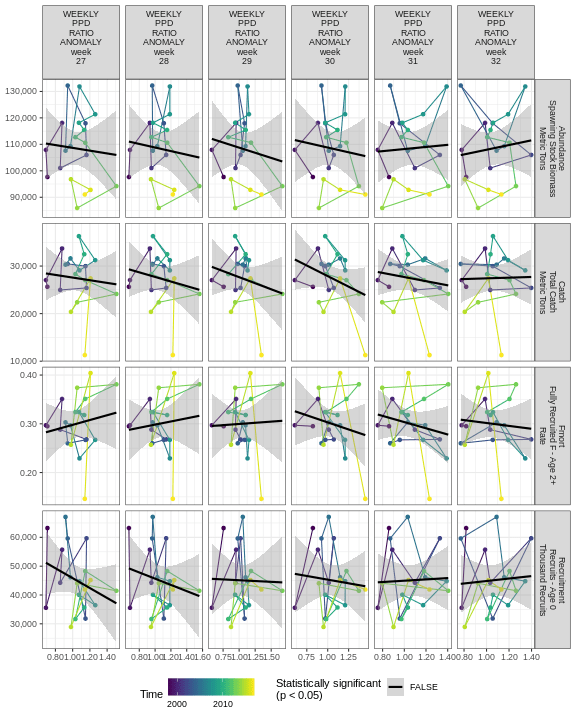 WEEKLY PPD RATIO ANOMALY week 27
WEEKLY PPD RATIO ANOMALY week 28
WEEKLY PPD RATIO ANOMALY week 29
WEEKLY PPD RATIO ANOMALY week 30
WEEKLY PPD RATIO ANOMALY week 31
WEEKLY PPD RATIO ANOMALY week 32
130,000
120,000
110,000
100,000
90,000
Abundance
Spawning Stock Biomass
Metric Tons
30,000
20,000
10,000
Catch
Total Catch
Metric Tons
0.40
0.30
0.20
Fmort
Fully Recruited F - Age 2+
Rate
60,000
50,000
40,000
30,000
Recruitment
Recruits - Age 0
Thousand Recruits
0.80 1.00 1.20 1.40
0.80 1.00 1.20 1.40 1.60
0.75 1.00 1.25 1.50
0.75 1.00 1.25
0.80 1.00 1.20 1.40
0.80 1.00 1.20 1.40
Time
2000 2010
Statistically significant
(p < 0.05)
FALSE